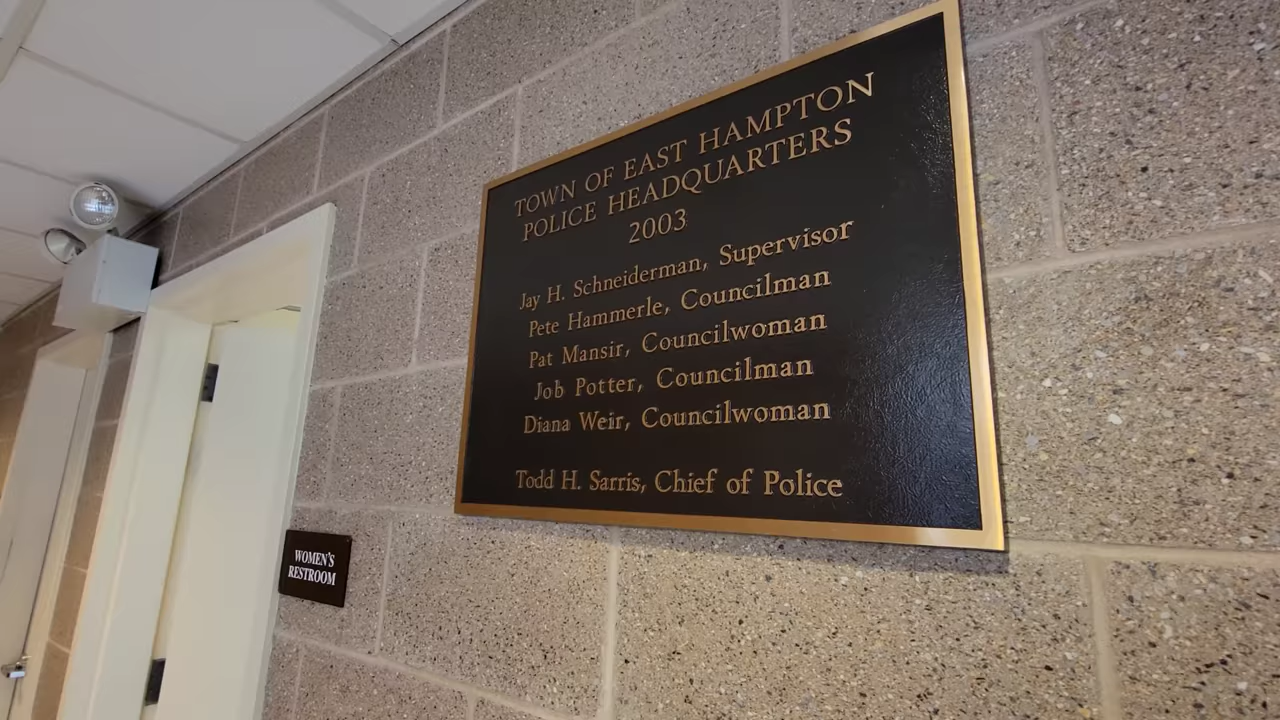 TOWN OF EAST HAMPTON
POLICE HEADQUARTERS
2003
Jay H. Schneiderman, Supervisor
Pete Hammerle, Councilman
Pat Mansir, Councilwoman
Job Potter, Councilman
Diana Weir, Councilwoman
Todd H. Sarris, Chief of Police
WOMEN'S
RESTROOM